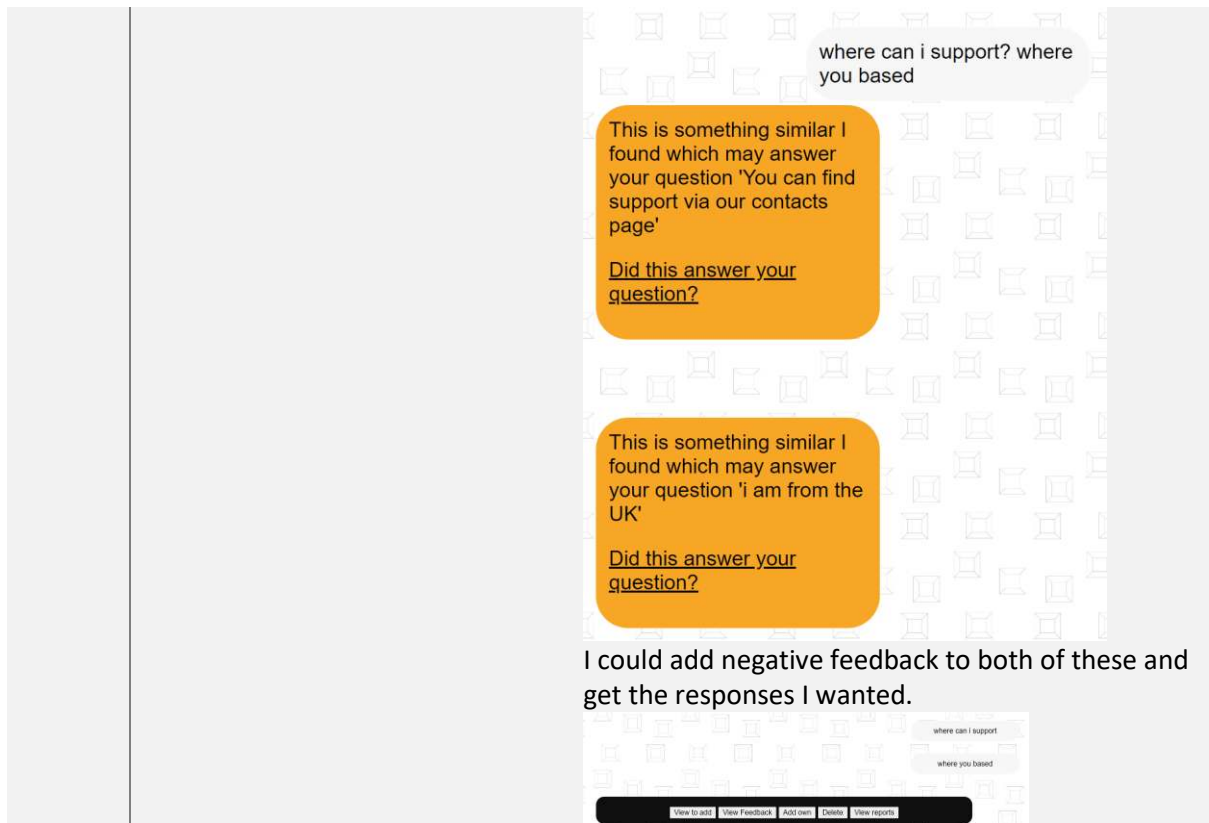 where can i support? where
you based
This is something similar I
found which may answer
your question 'You can find
support via our contacts
page'
Did this answer your
question?
This is something similar I
found which may answer
your question 'i am from the
UK'
Did this answer your
question?
I could add negative feedback to both of these and
get the responses I wanted.
where can i support
where you based
View to add View Feedback Add own Delete View reports